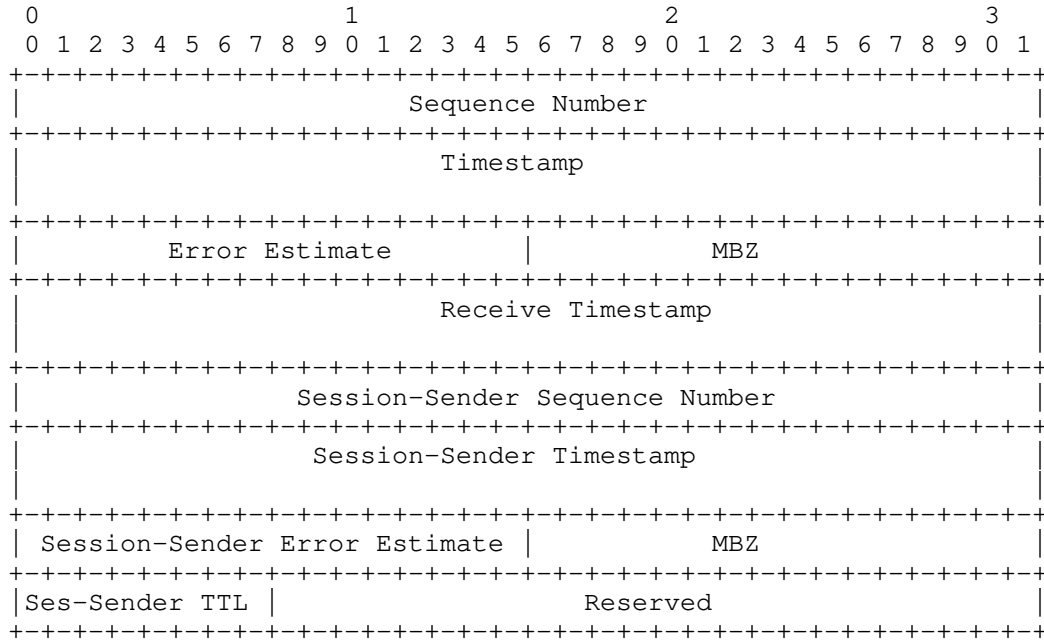 0                   1                   2                   3
0 1 2 3 4 5 6 7 8 9 0 1 2 3 4 5 6 7 8 9 0 1 2 3 4 5 6 7 8 9 0 1
+-+-+-+-+-+-+-+-+-+-+-+-+-+-+-+-+-+-+-+-+-+-+-+-+-+-+-+-+-+-+-+-+
|                        Sequence Number                        |
+-+-+-+-+-+-+-+-+-+-+-+-+-+-+-+-+-+-+-+-+-+-+-+-+-+-+-+-+-+-+-+-+
|                          Timestamp                            |
|                                                               |
+-+-+-+-+-+-+-+-+-+-+-+-+-+-+-+-+-+-+-+-+-+-+-+-+-+-+-+-+-+-+-+-+
|         Error Estimate        |           MBZ                 |
+-+-+-+-+-+-+-+-+-+-+-+-+-+-+-+-+-+-+-+-+-+-+-+-+-+-+-+-+-+-+-+-+
|                          Receive Timestamp                    |
|                                                               |
+-+-+-+-+-+-+-+-+-+-+-+-+-+-+-+-+-+-+-+-+-+-+-+-+-+-+-+-+-+-+-+-+
|                 Session-Sender Sequence Number                |
+-+-+-+-+-+-+-+-+-+-+-+-+-+-+-+-+-+-+-+-+-+-+-+-+-+-+-+-+-+-+-+-+
|                  Session-Sender Timestamp                     |
|                                                               |
+-+-+-+-+-+-+-+-+-+-+-+-+-+-+-+-+-+-+-+-+-+-+-+-+-+-+-+-+-+-+-+-+
| Session-Sender Error Estimate |           MBZ                 |
+-+-+-+-+-+-+-+-+-+-+-+-+-+-+-+-+-+-+-+-+-+-+-+-+-+-+-+-+-+-+-+-+
|Ses-Sender TTL |                   Reserved                    |
+-+-+-+-+-+-+-+-+-+-+-+-+-+-+-+-+-+-+-+-+-+-+-+-+-+-+-+-+-+-+-+-+